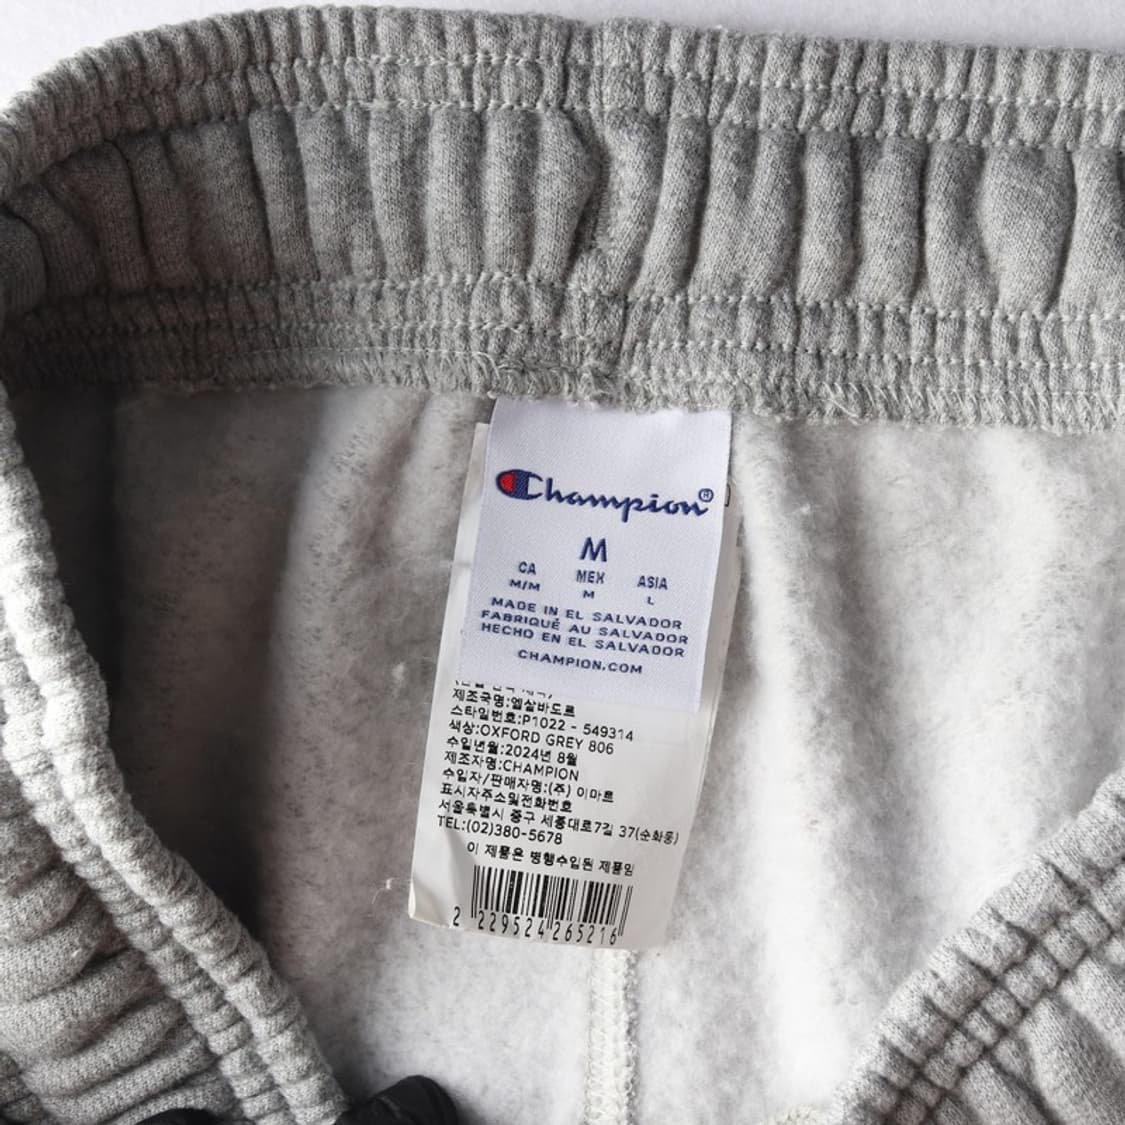 Champion®
M
CA MEX ASIA
M/M M L
MADE IN EL SALVADOR
FABRIQUÉ AU SALVADOR
HECHO EN EL SALVADOR
CHAMPION.COM
제조국명:엘살바도르
스타일번호:P1022 - 549314
색상:OXFORD GREY 806
수입년월:2024년 8월
제조자명:CHAMPION
수입자/판매자명:(주) 이마트
표시자주소및전화번호
서울특별시 중구 세종대로7길 37(순화동)
TEL:(02)380-5678
이 제품은 병행수입된 제품임
2 229524 265216